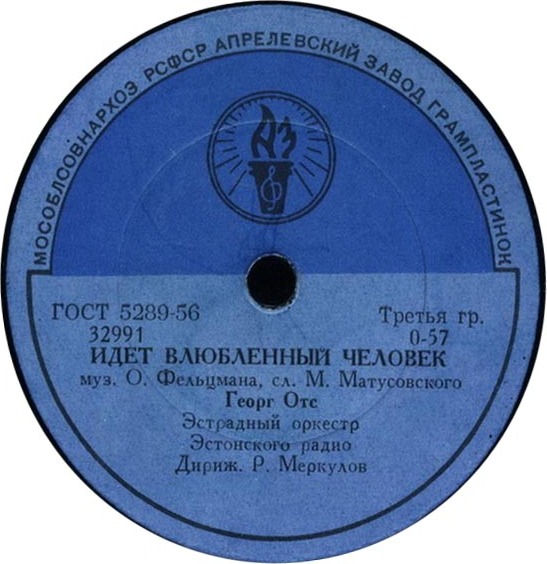 МОСОБЛСОВНАРХОЗ РСФСР АПРЕЛЕВСКИЙ ЗАВОД ГРАМПЛАСТИНОК
АЗ
ГОСТ 5289-56
Третья гр.
32991
0-57
ИДЕТ ВЛЮБЛЕННЫЙ ЧЕЛОВЕК
муз. О. Фельцмана, сл. М. Матусовского
Георг Отс
Эстрадный оркестр
Эстонского радио
Дириж. Р. Меркулов